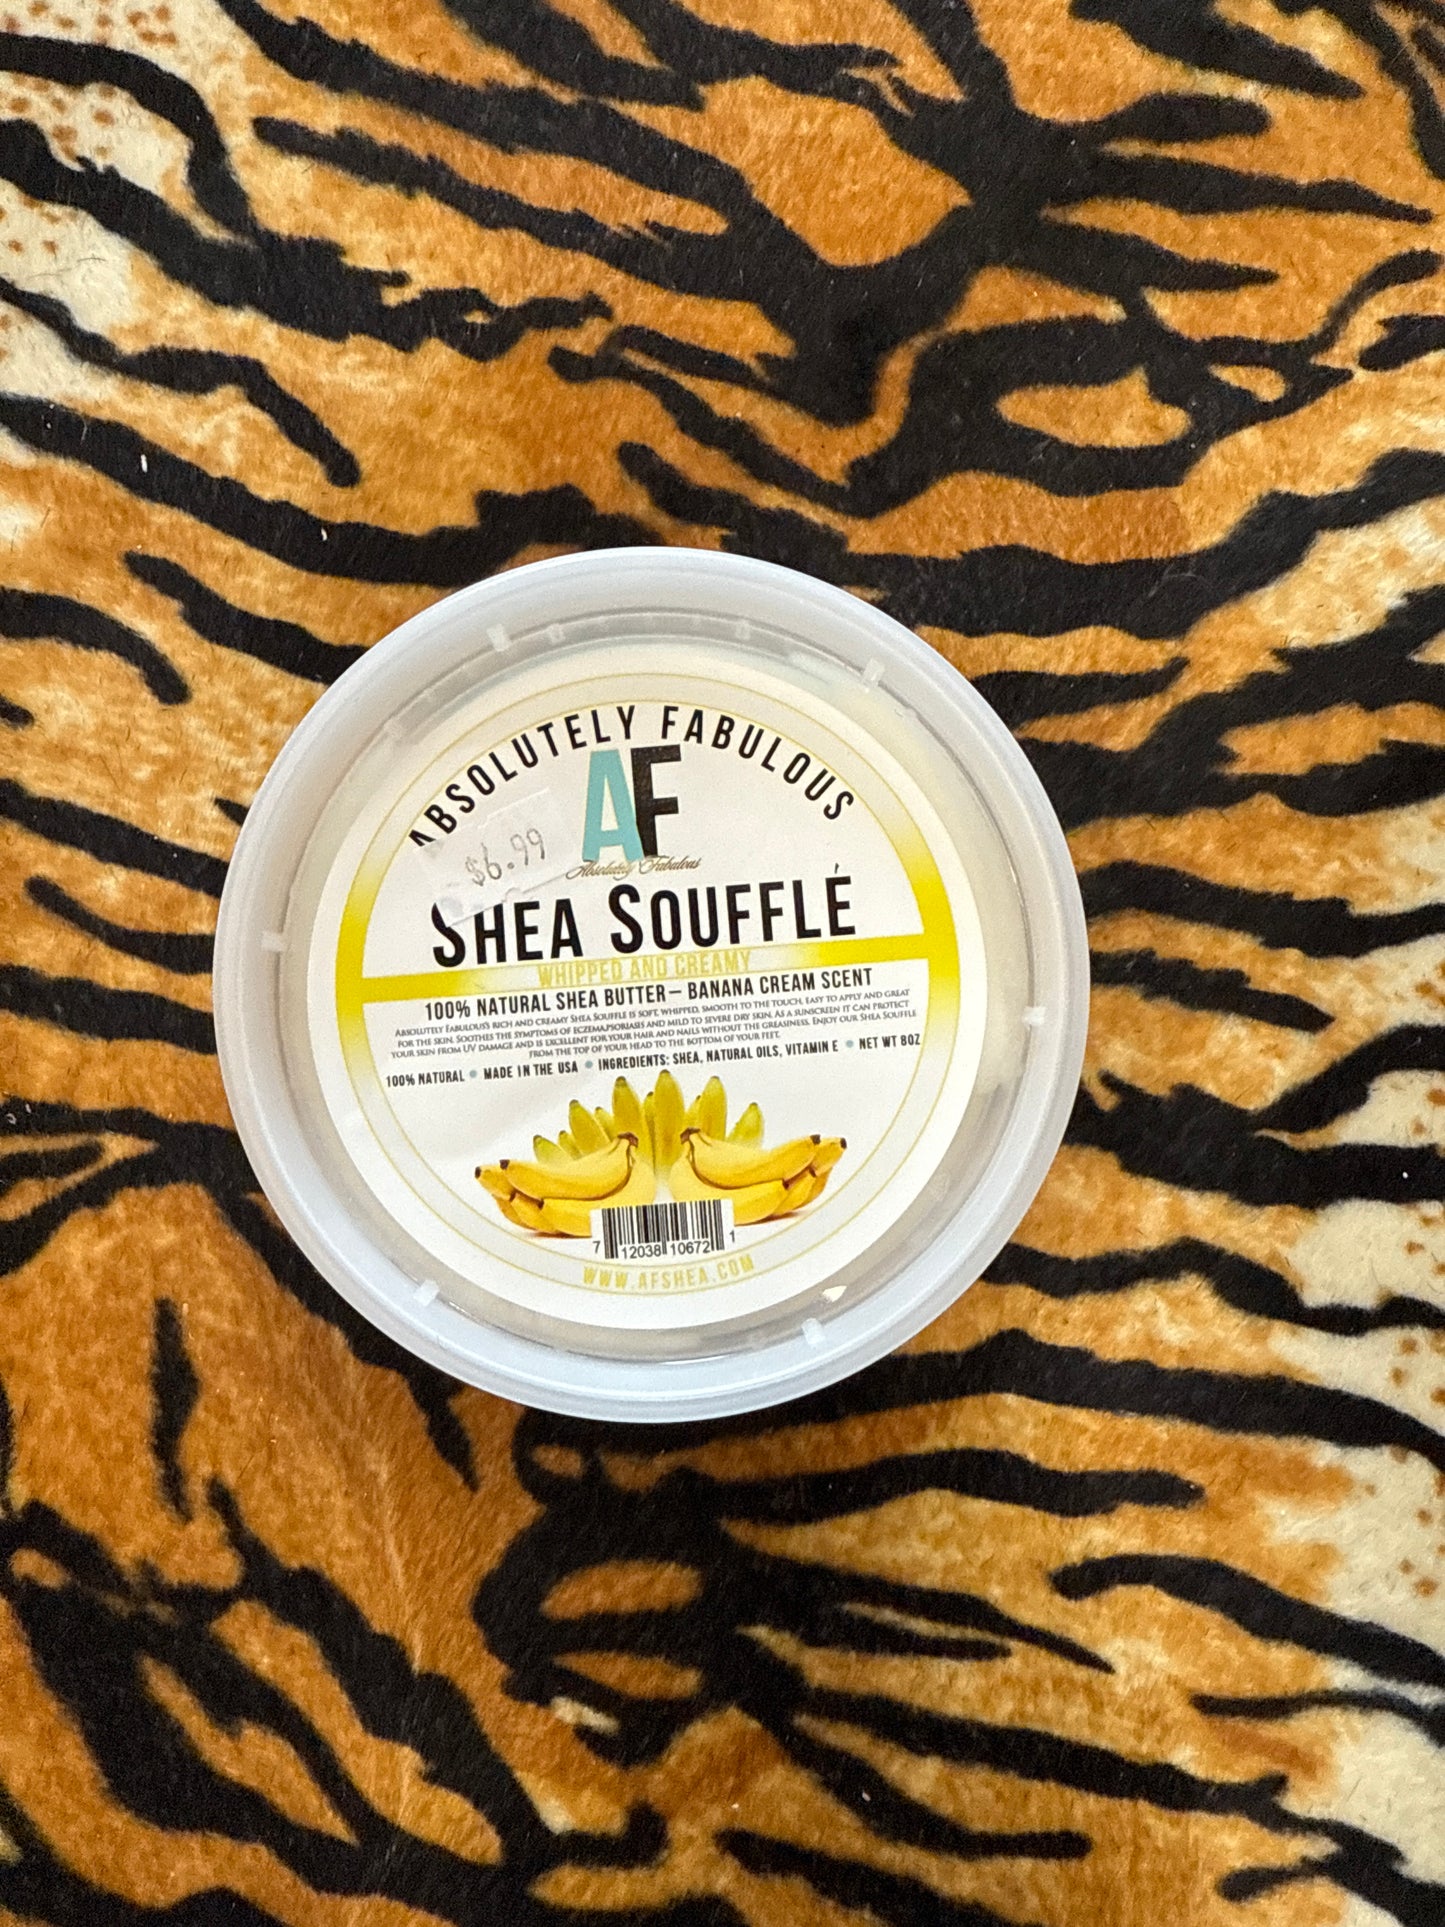 ABSOLUTELY FABULOUS
AF
Absolutely Fabulous
$6.99
SHEA SOUFFLÉ
WHIPPED AND CREAMY
100% NATURAL SHEA BUTTER – BANANA CREAM SCENT
ABSOLUTELY FABULOUS'S RICH AND CREAMY SHEA SOUFFLE IS SOFT, WHIPPED, SMOOTH TO THE TOUCH, EASY TO APPLY AND GREAT
FOR THE SKIN. SOOTHES THE SYMPTOMS OF ECZEMA,PSORIASES AND MILD TO SEVERE DRY SKIN. AS A SUNSCREEN IT CAN PROTECT
YOUR SKIN FROM UV DAMAGE AND IS EXCELLENT FOR YOUR HAIR AND NAILS WITHOUT THE GREASINESS. ENJOY OUR SHEA SOUFFLE
FROM THE TOP OF YOUR HEAD TO THE BOTTOM OF YOUR FEET.
100% NATURAL • MADE IN THE USA • INGREDIENTS: SHEA, NATURAL OILS, VITAMIN E • NET WT 8OZ
7 12038 10672 1
WWW.AFSHEA.COM